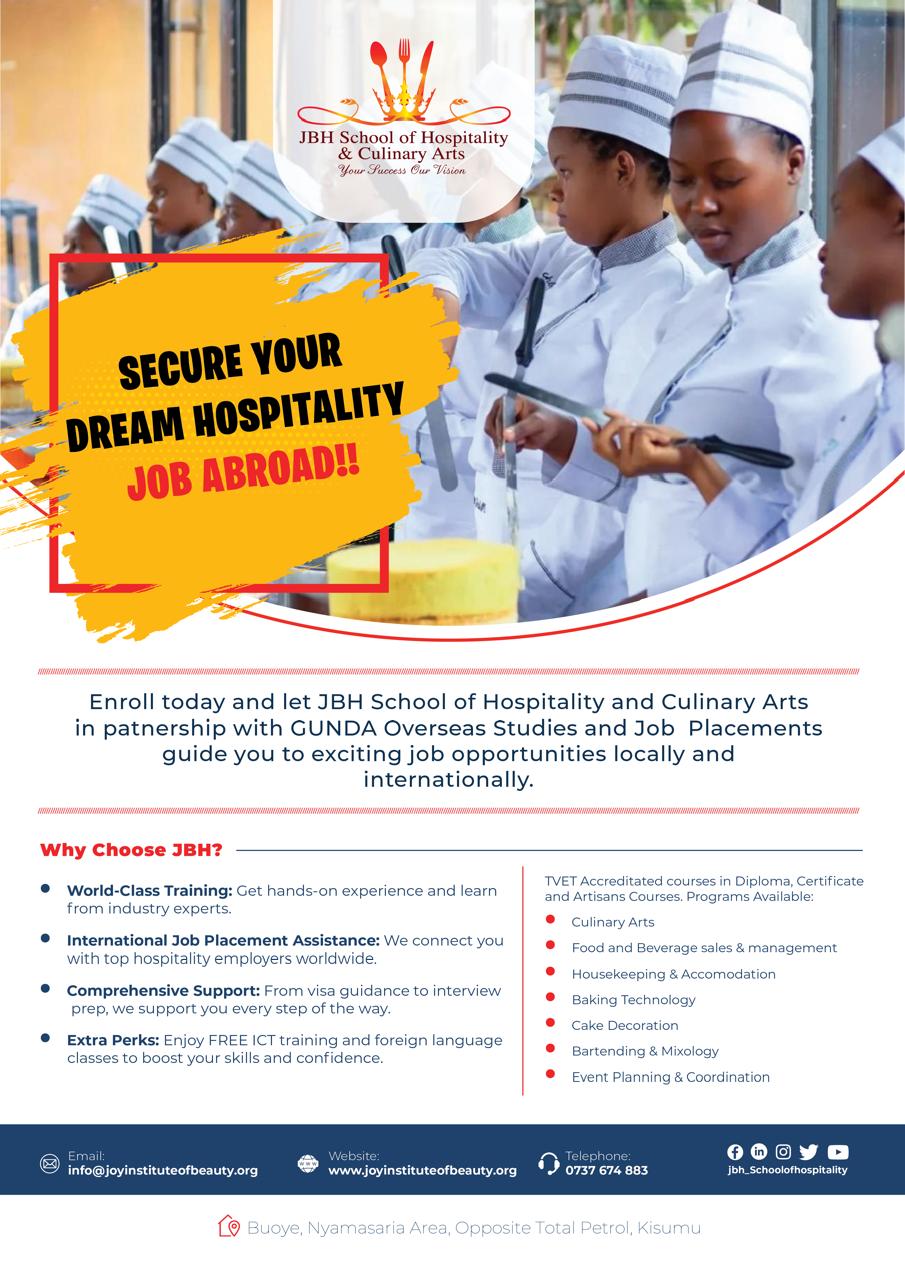 JBH School of Hospitality
& Culinary Arts
Your Success Our Vision
SECURE YOUR
DREAM HOSPITALITY
JOB ABROAD!!
Enroll today and let JBH School of Hospitality and Culinary Arts
in patnership with GUNDA Overseas Studies and Job Placements
guide you to exciting job opportunities locally and
internationally.
Why Choose JBH?
World-Class Training: Get hands-on experience and learn
from industry experts.
International Job Placement Assistance: We connect you
with top hospitality employers worldwide.
Comprehensive Support: From visa guidance to interview
prep, we support you every step of the way.
Extra Perks: Enjoy FREE ICT training and foreign language
classes to boost your skills and confidence.
TVET Accreditated courses in Diploma, Certificate
and Artisans Courses. Programs Available:
Culinary Arts
Food and Beverage sales & management
Housekeeping & Accomodation
Baking Technology
Cake Decoration
Bartending & Mixology
Event Planning & Coordination
Email:
info@joyinstituteofbeauty.org
Website:
www.joyinstituteofbeauty.org
Telephone:
0737 674 883
jbh_Schoolofhospitality
Buoye, Nyamasaria Area, Opposite Total Petrol, Kisumu